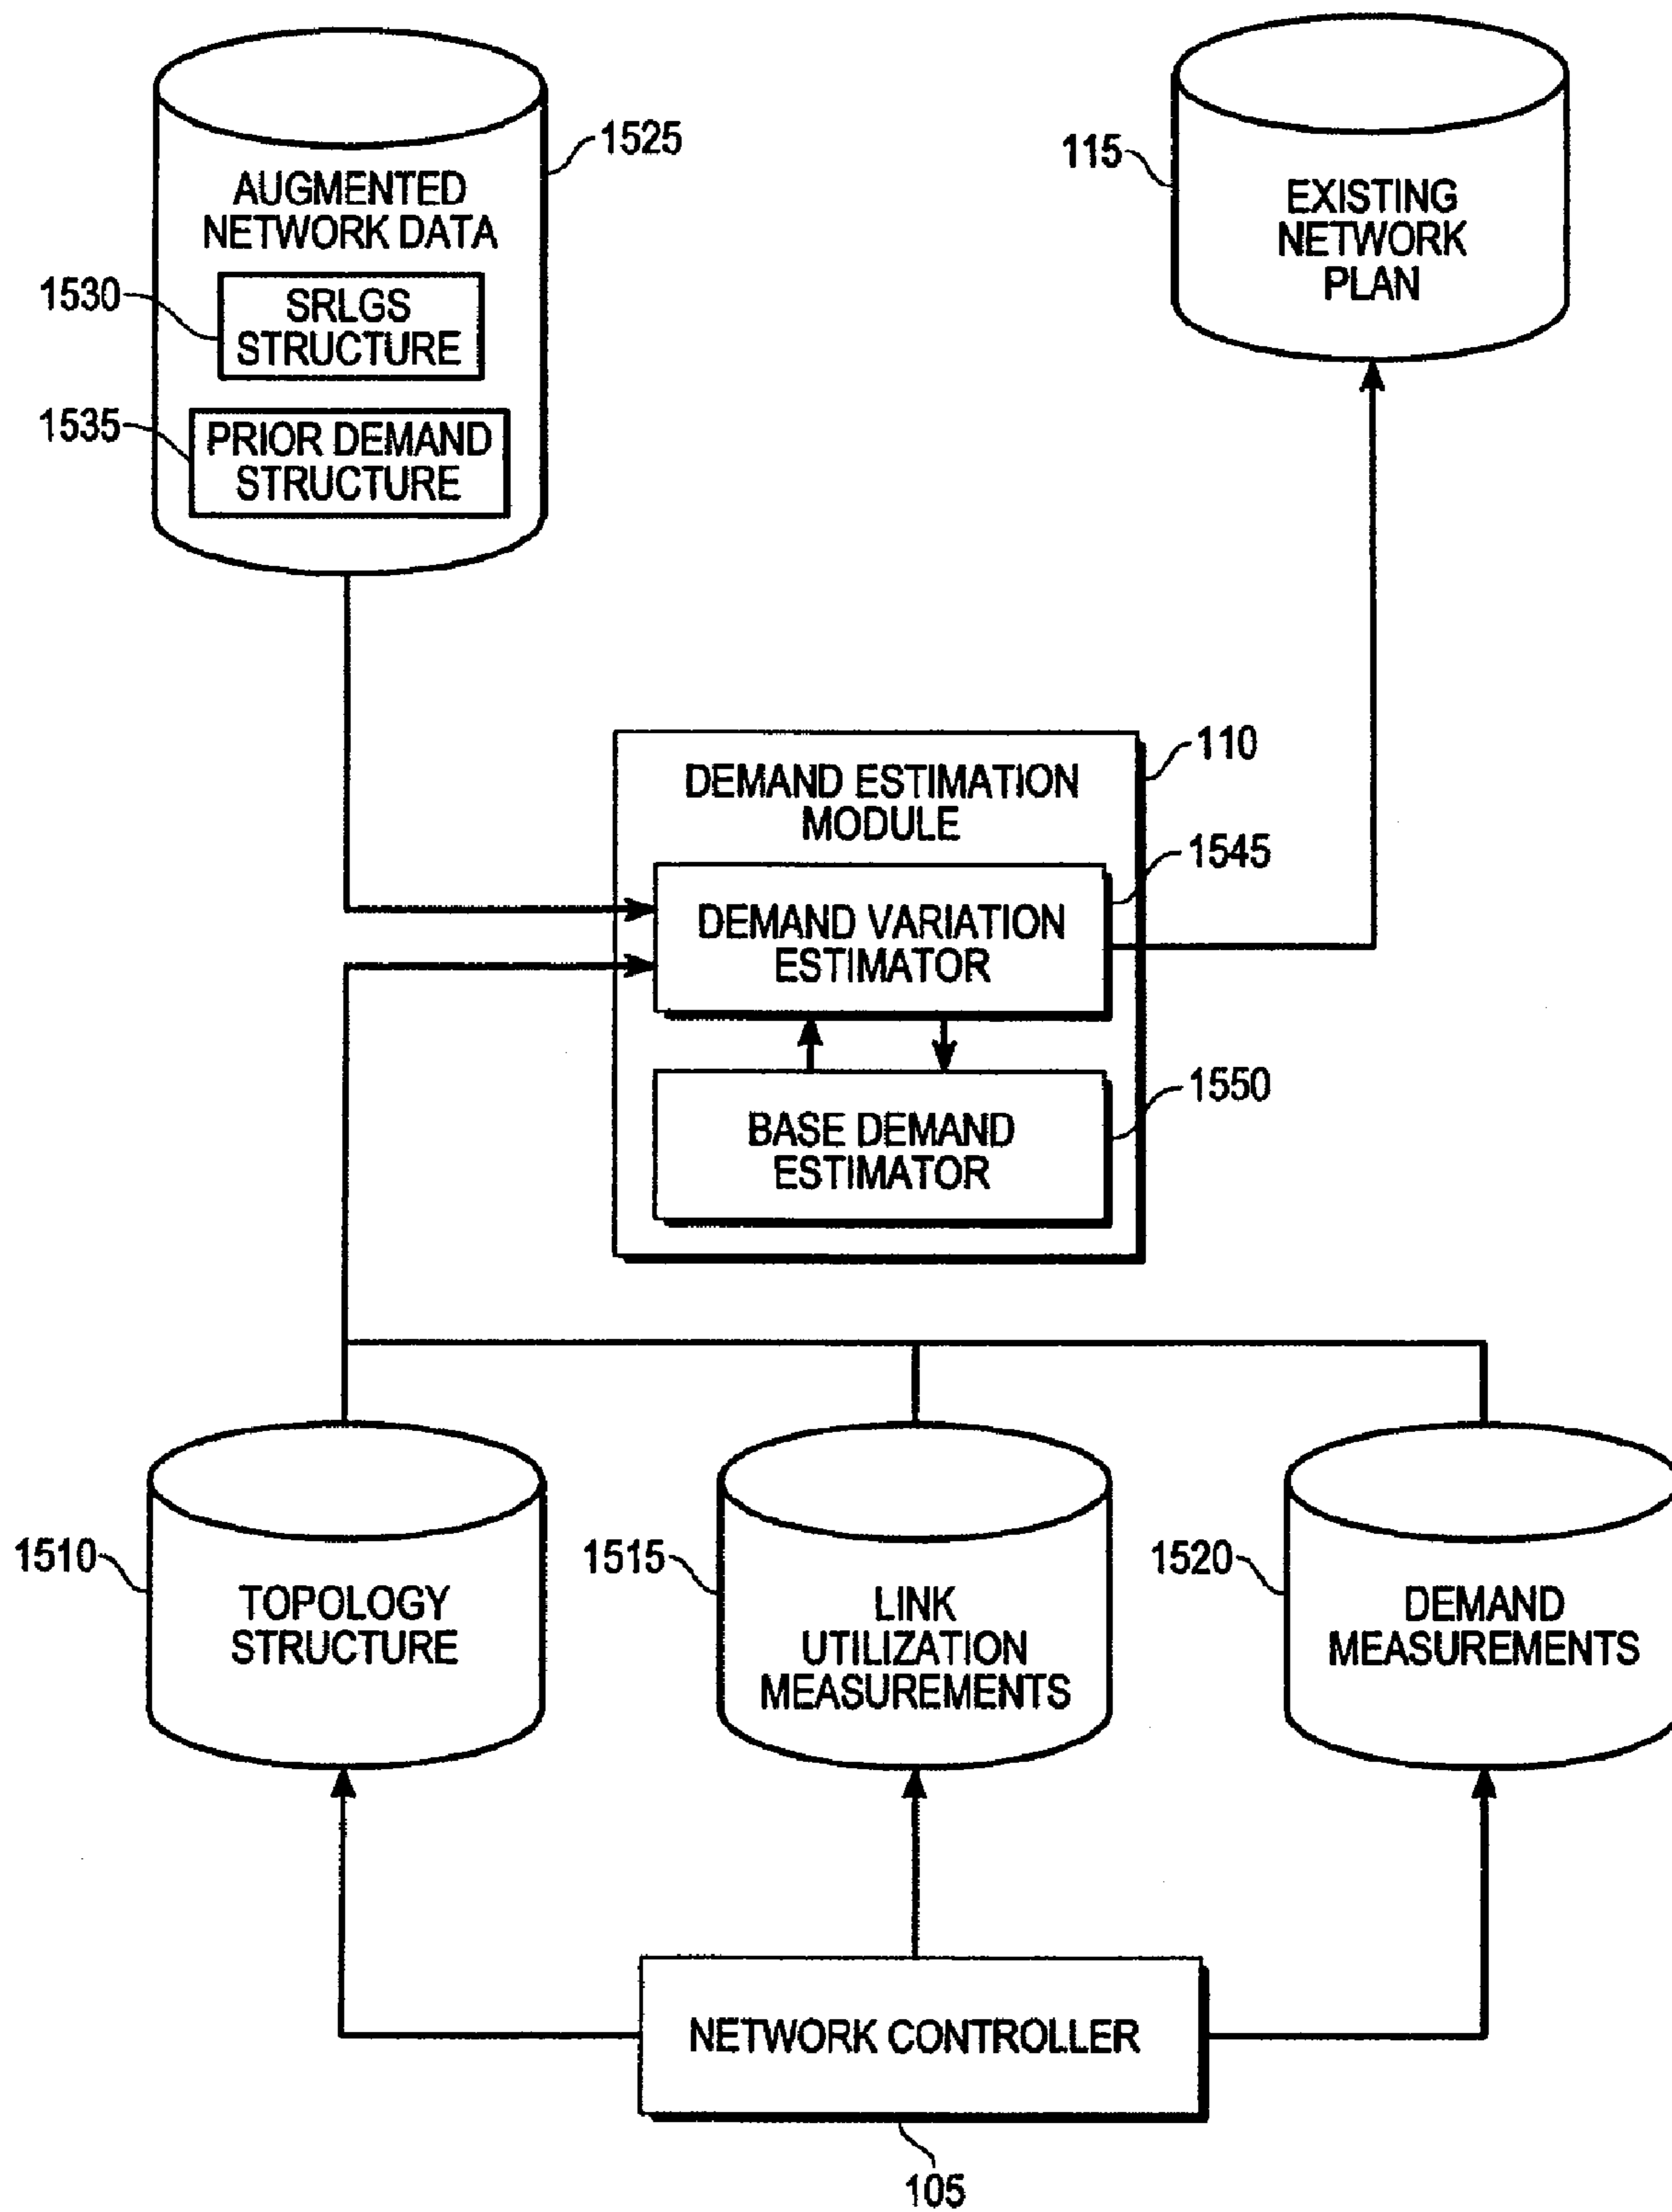 1525
AUGMENTED
NETWORK DATA
1530
SRLGS
STRUCTURE
1535
PRIOR DEMAND
STRUCTURE
115
EXISTING
NETWORK
PLAN
110
DEMAND ESTIMATION
MODULE
1545
DEMAND VARIATION
ESTIMATOR
1550
BASE DEMAND
ESTIMATOR
1510
TOPOLOGY
STRUCTURE
1515
LINK
UTILIZATION
MEASUREMENTS
1520
DEMAND
MEASUREMENTS
NETWORK CONTROLLER
105